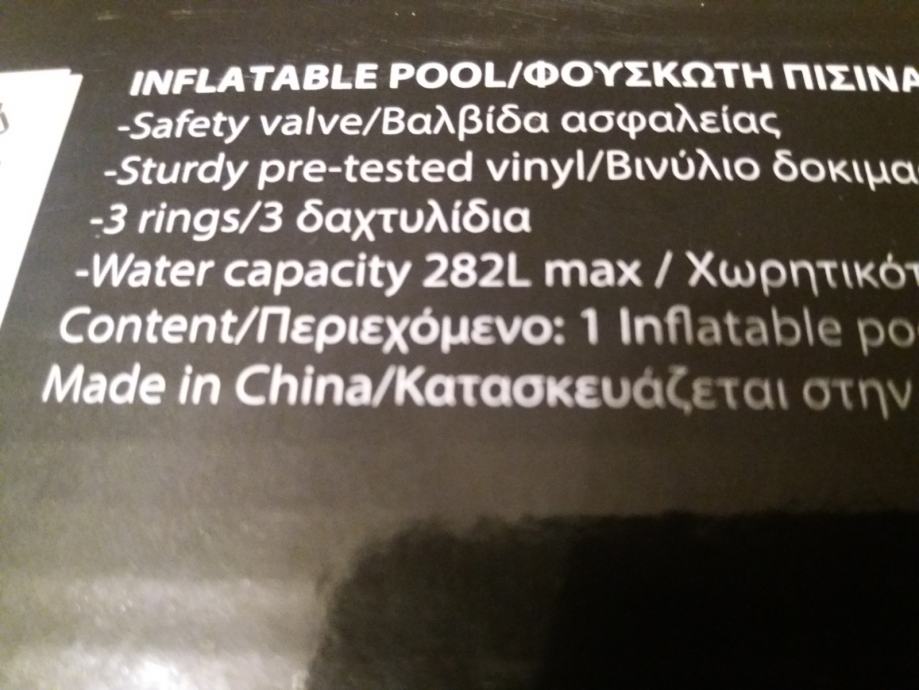 INFLATABLE POOL/ΦΟΥΣΚΩΤΗ ΠΙΣΙΝΑ
-Safety valve/Βαλβίδα ασφαλείας
-Sturdy pre-tested vinyl/Βινύλιο
-3 rings/3 δαχτυλίδια
-Water capacity 282L max /
Content/Περιεχόμενο: 1 Inflatable
Made in China/Κατασκευάζεται στην